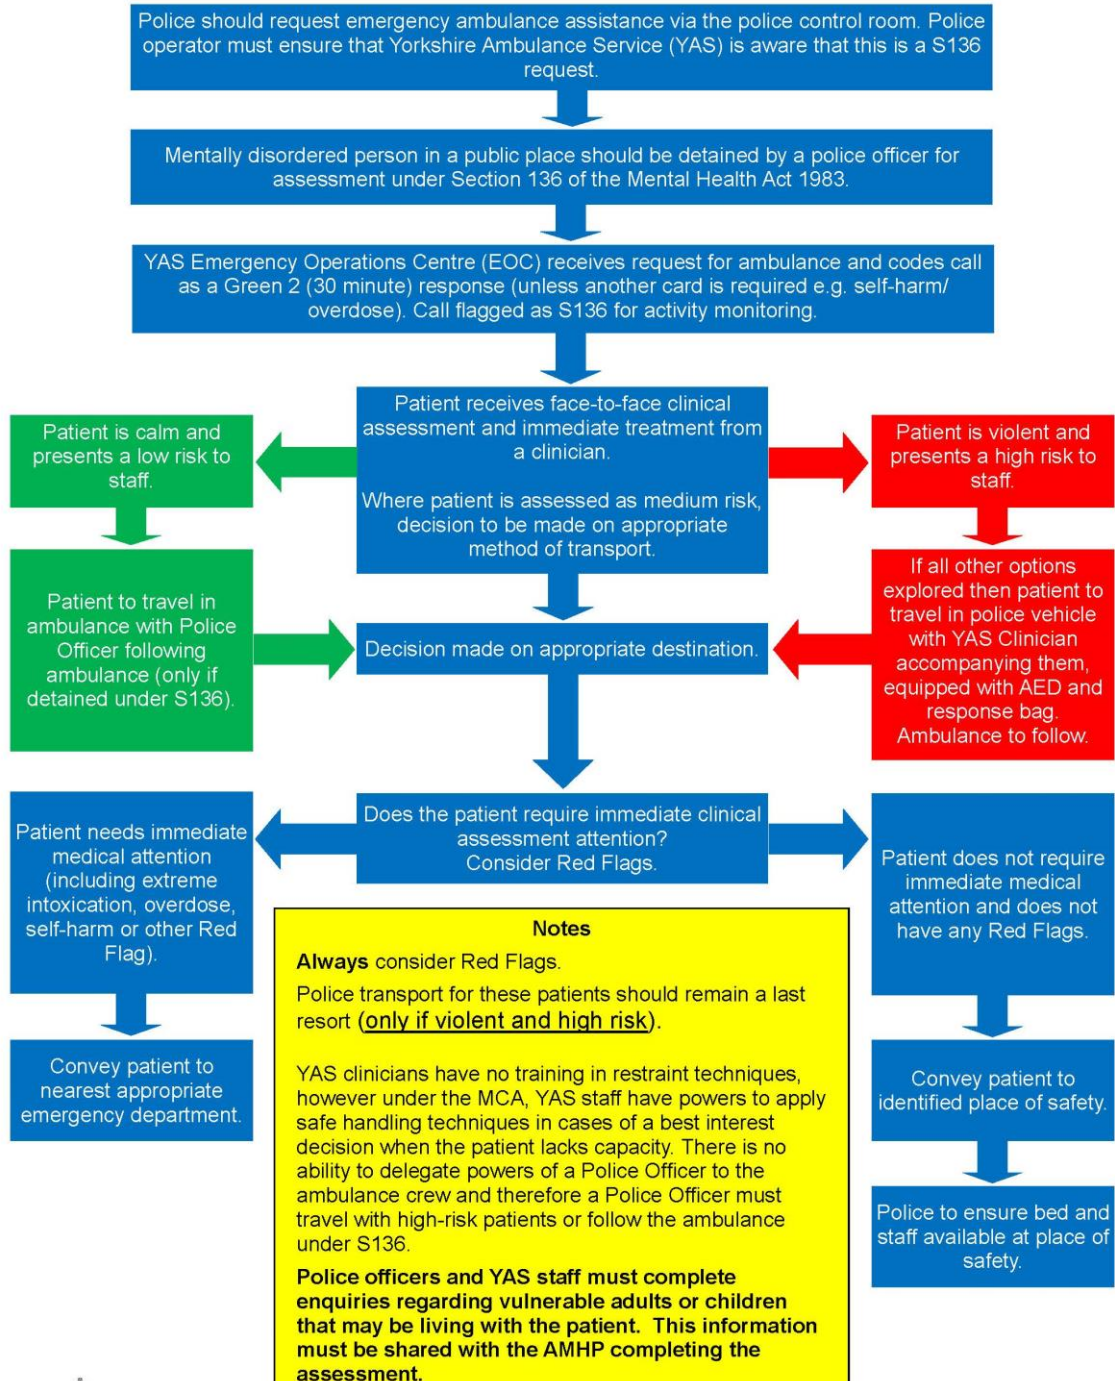 Police should request emergency ambulance assistance via the police control room. Police
operator must ensure that Yorkshire Ambulance Service (YAS) is aware that this is a S136
request.
Mentally disordered person in a public place should be detained by a police officer for
assessment under Section 136 of the Mental Health Act 1983.
YAS Emergency Operations Centre (EOC) receives request for ambulance and codes call
as a Green 2 (30 minute) response (unless another card is required e.g. self-harm/
overdose). Call flagged as S136 for activity monitoring.
Patient receives face-to-face clinical
assessment and immediate treatment from
a clinician.
Where patient is assessed as medium risk,
decision to be made on appropriate
method of transport.
Patient is calm and
presents a low risk to
staff.
Patient is violent and
presents a high risk to
staff.
Patient to travel in
ambulance with Police
Officer following
ambulance (only if
detained under S136).
Decision made on appropriate destination.
If all other options
explored then patient to
travel in police vehicle
with YAS Clinician
accompanying them,
equipped with AED and
response bag.
Ambulance to follow.
Does the patient require immediate clinical
assessment attention?
Consider Red Flags.
Patient needs immediate
medical attention
(including extreme
intoxication, overdose,
self-harm or other Red
Flag).
Patient does not require
immediate medical
attention and does not
have any Red Flags.
Convey patient to
nearest appropriate
emergency department.
Convey patient to
identified place of safety.
Police to ensure bed and
staff available at place of
safety.
Notes
Always consider Red Flags.
Police transport for these patients should remain a last
resort (only if violent and high risk).
YAS clinicians have no training in restraint techniques,
however under the MCA, YAS staff have powers to apply
safe handling techniques in cases of a best interest
decision when the patient lacks capacity. There is no
ability to delegate powers of a Police Officer to the
ambulance crew and therefore a Police Officer must
travel with high-risk patients or follow the ambulance
under S136.
Police officers and YAS staff must complete
enquiries regarding vulnerable adults or children
that may be living with the patient. This information
must be shared with the AMHP completing the
assessment.